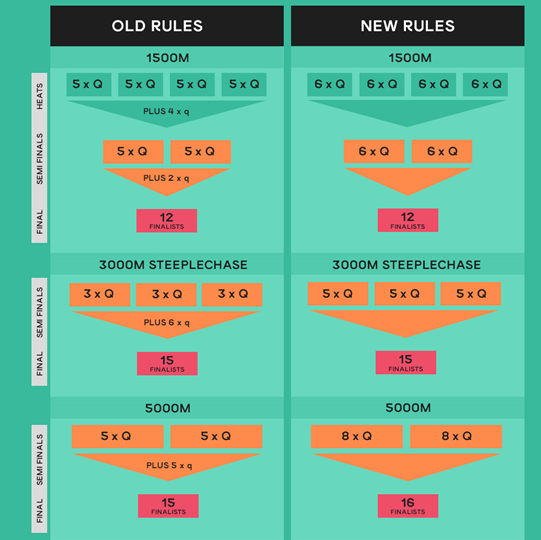 OLD RULES
NEW RULES
1500M
1500M
HEATS
5 x Q 5 x Q 5 x Q 5 x Q
6 x Q 6 x Q 6 x Q 6 x Q
PLUS 4 x q
SEMI FINALS
5 x Q 5 x Q
6 x Q 6 x Q
PLUS 2 x q
FINAL
12
FINALISTS
12
FINALISTS
3000M STEEPLECHASE
3000M STEEPLECHASE
SEMI FINALS
3 x Q 3 x Q 3 x Q
5 x Q 5 x Q 5 x Q
PLUS 6 x q
FINAL
15
FINALISTS
15
FINALISTS
5000M
5000M
SEMI FINALS
5 x Q 5 x Q
8 x Q 8 x Q
PLUS 5 x q
FINAL
15
FINALISTS
16
FINALISTS